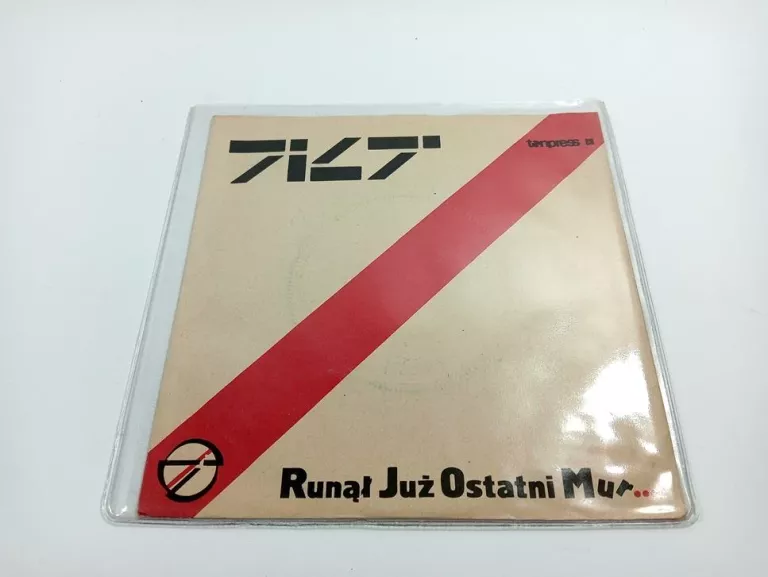 TILT
tonpress
Runął Już Ostatni Mur..